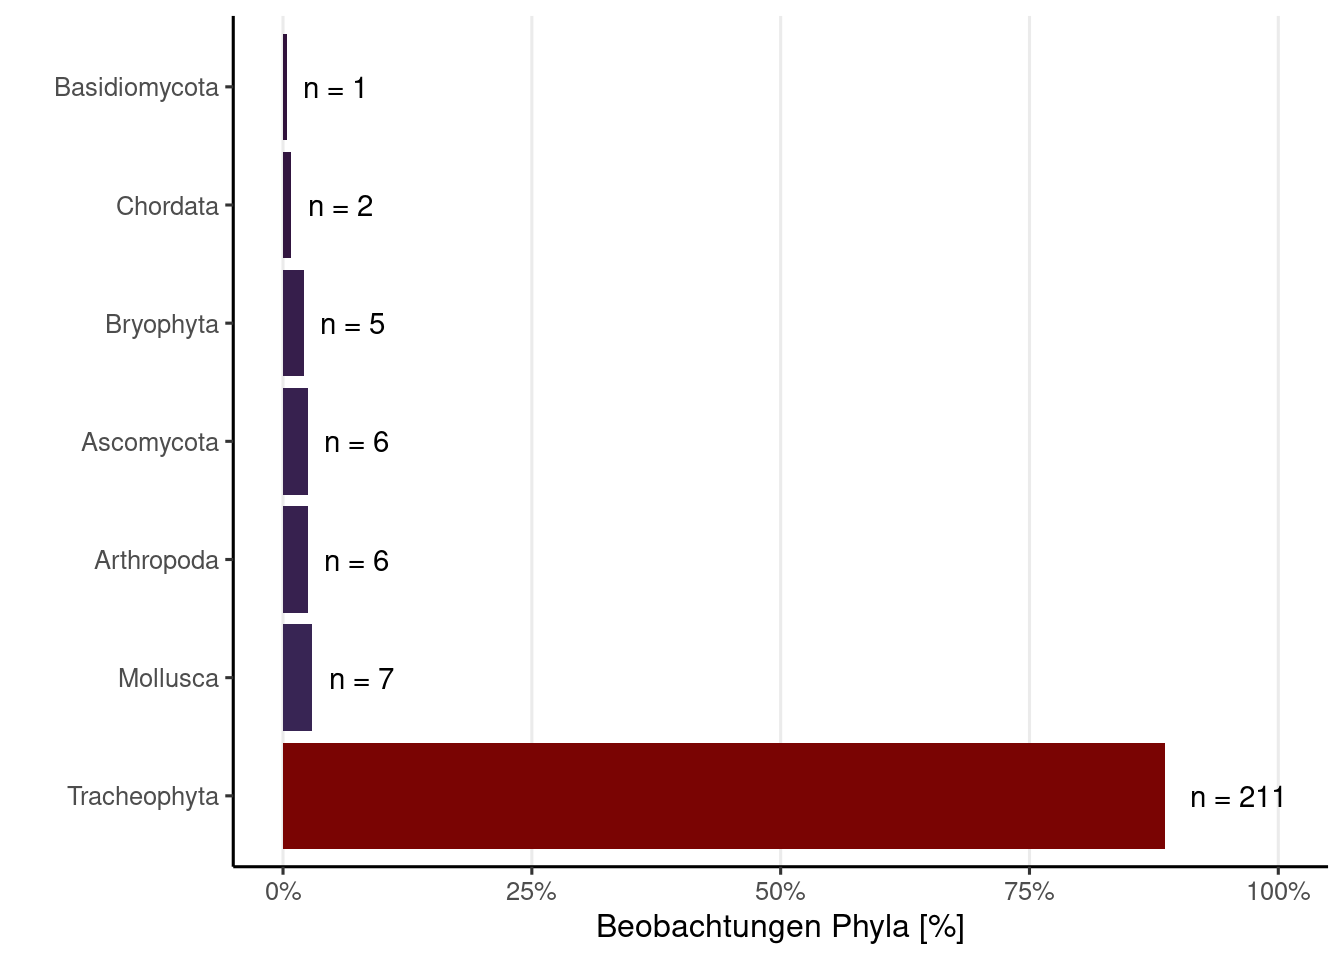 Basidiomycota n = 1
Chordata n = 2
Bryophyta n = 5
Ascomycota n = 6
Arthropoda n = 6
Mollusca n = 7
Tracheophyta n = 211
0% 25% 50% 75% 100%
Beobachtungen Phyla [%]